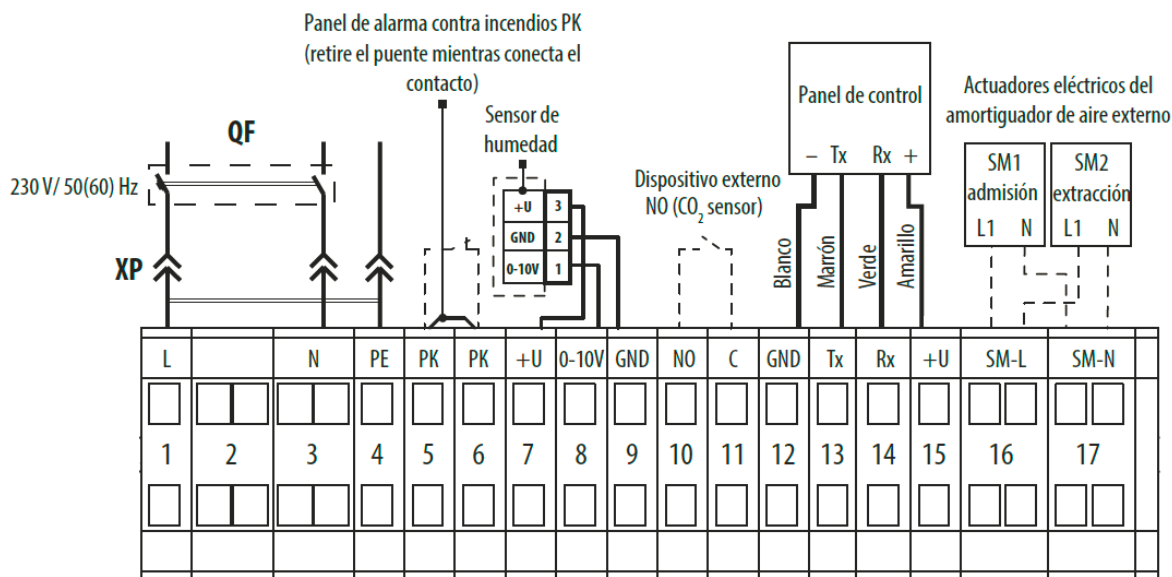 Panel de alarma contra incendios PK
(retire el puente mientras conecta el
contacto)
QF
230 V/ 50(60) Hz
XP
Sensor de
humedad
+U 3
GND 2
0-10V 1
Dispositivo externo
NO (CO₂ sensor)
Panel de control
– Tx Rx +
Blanco
Marrón
Verde
Amarillo
Actuadores eléctricos del
amortiguador de aire externo
SM1
admisión
L1 N
SM2
extracción
L1 N
L N PE PK PK +U 0-10V GND NO C GND Tx Rx +U SM-L SM-N
1 2 3 4 5 6 7 8 9 10 11 12 13 14 15 16 17